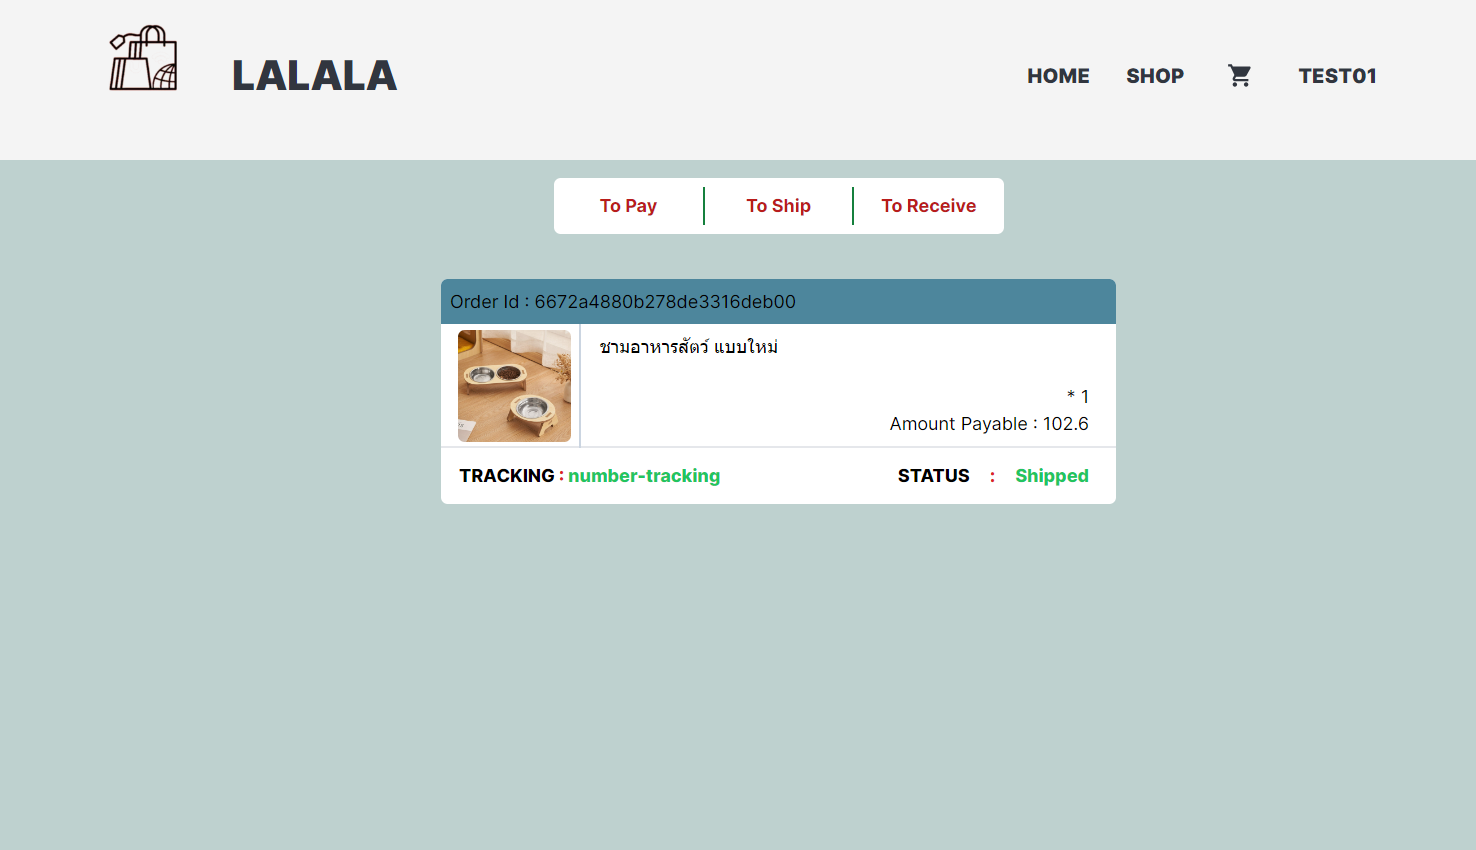 LALALA
HOME SHOP TEST01
To Pay To Ship To Receive
Order Id : 6672a4880b278de3316deb00
ชามอาหารสัตว์ แบบใหม่
* 1
Amount Payable : 102.6
TRACKING : number-tracking STATUS : Shipped